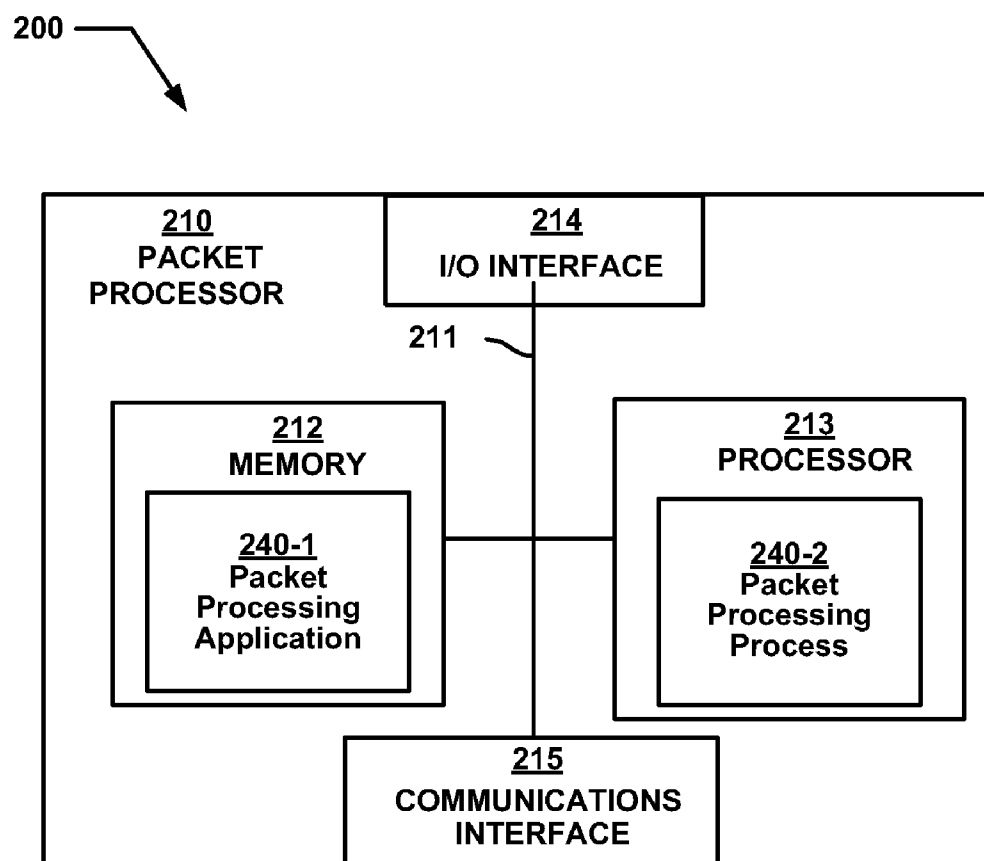 200
210
PACKET
PROCESSOR
214
I/O INTERFACE
211
212
MEMORY
240-1
Packet
Processing
Application
213
PROCESSOR
240-2
Packet
Processing
Process
215
COMMUNICATIONS
INTERFACE